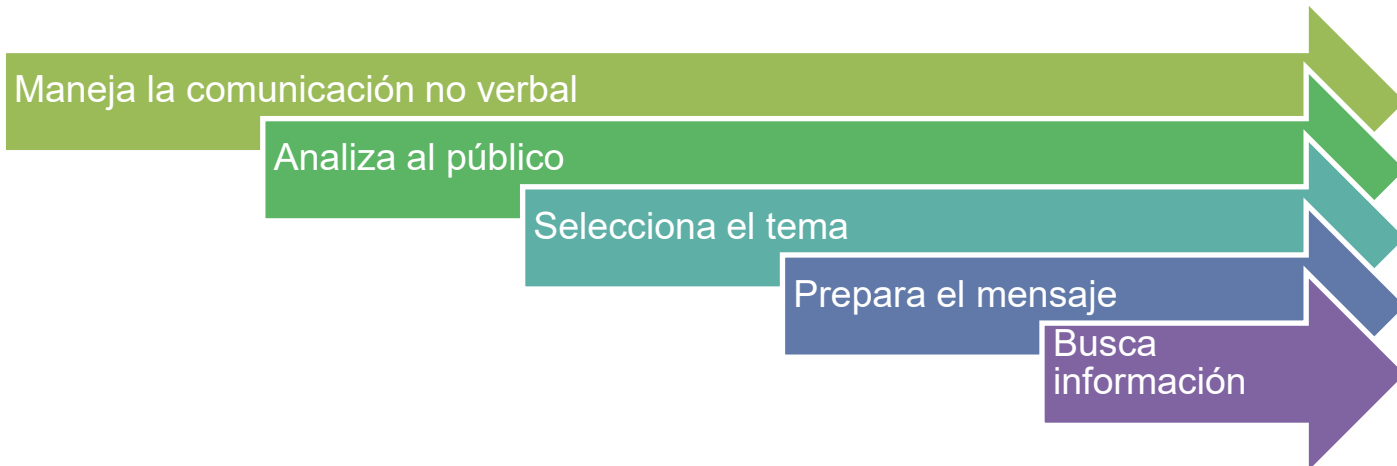 Maneja la comunicación no verbal
Analiza al público
Selecciona el tema
Prepara el mensaje
Busca
información